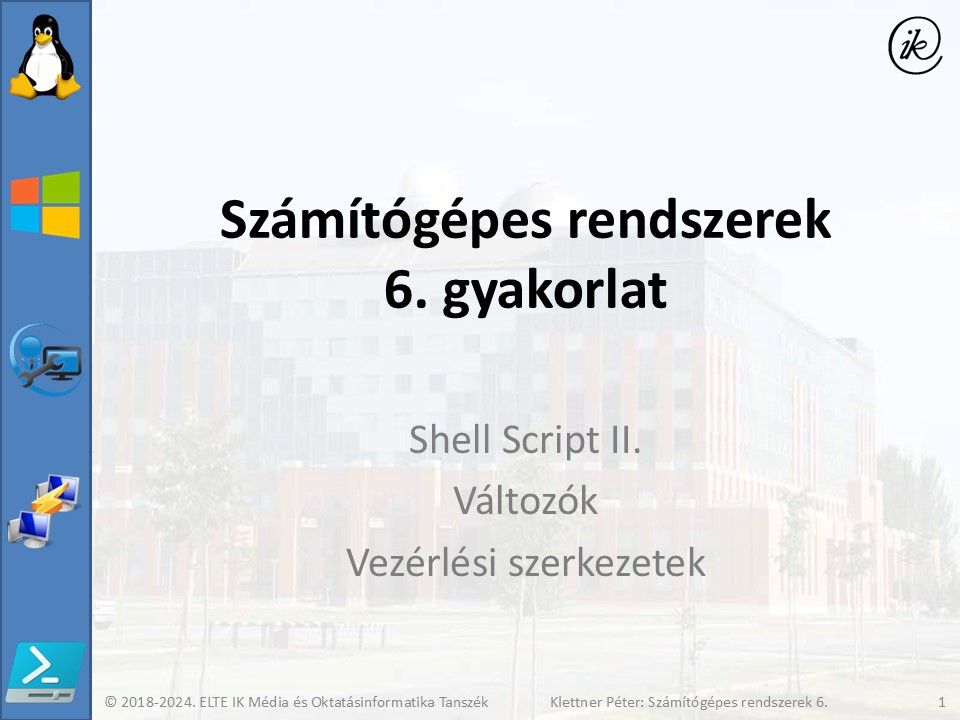 ik
Számítógépes rendszerek
6. gyakorlat
Shell Script II.
Változók
Vezérlési szerkezetek
© 2018-2024. ELTE IK Média és Oktatásinformatika Tanszék Klettner Péter: Számítógépes rendszerek 6. 1